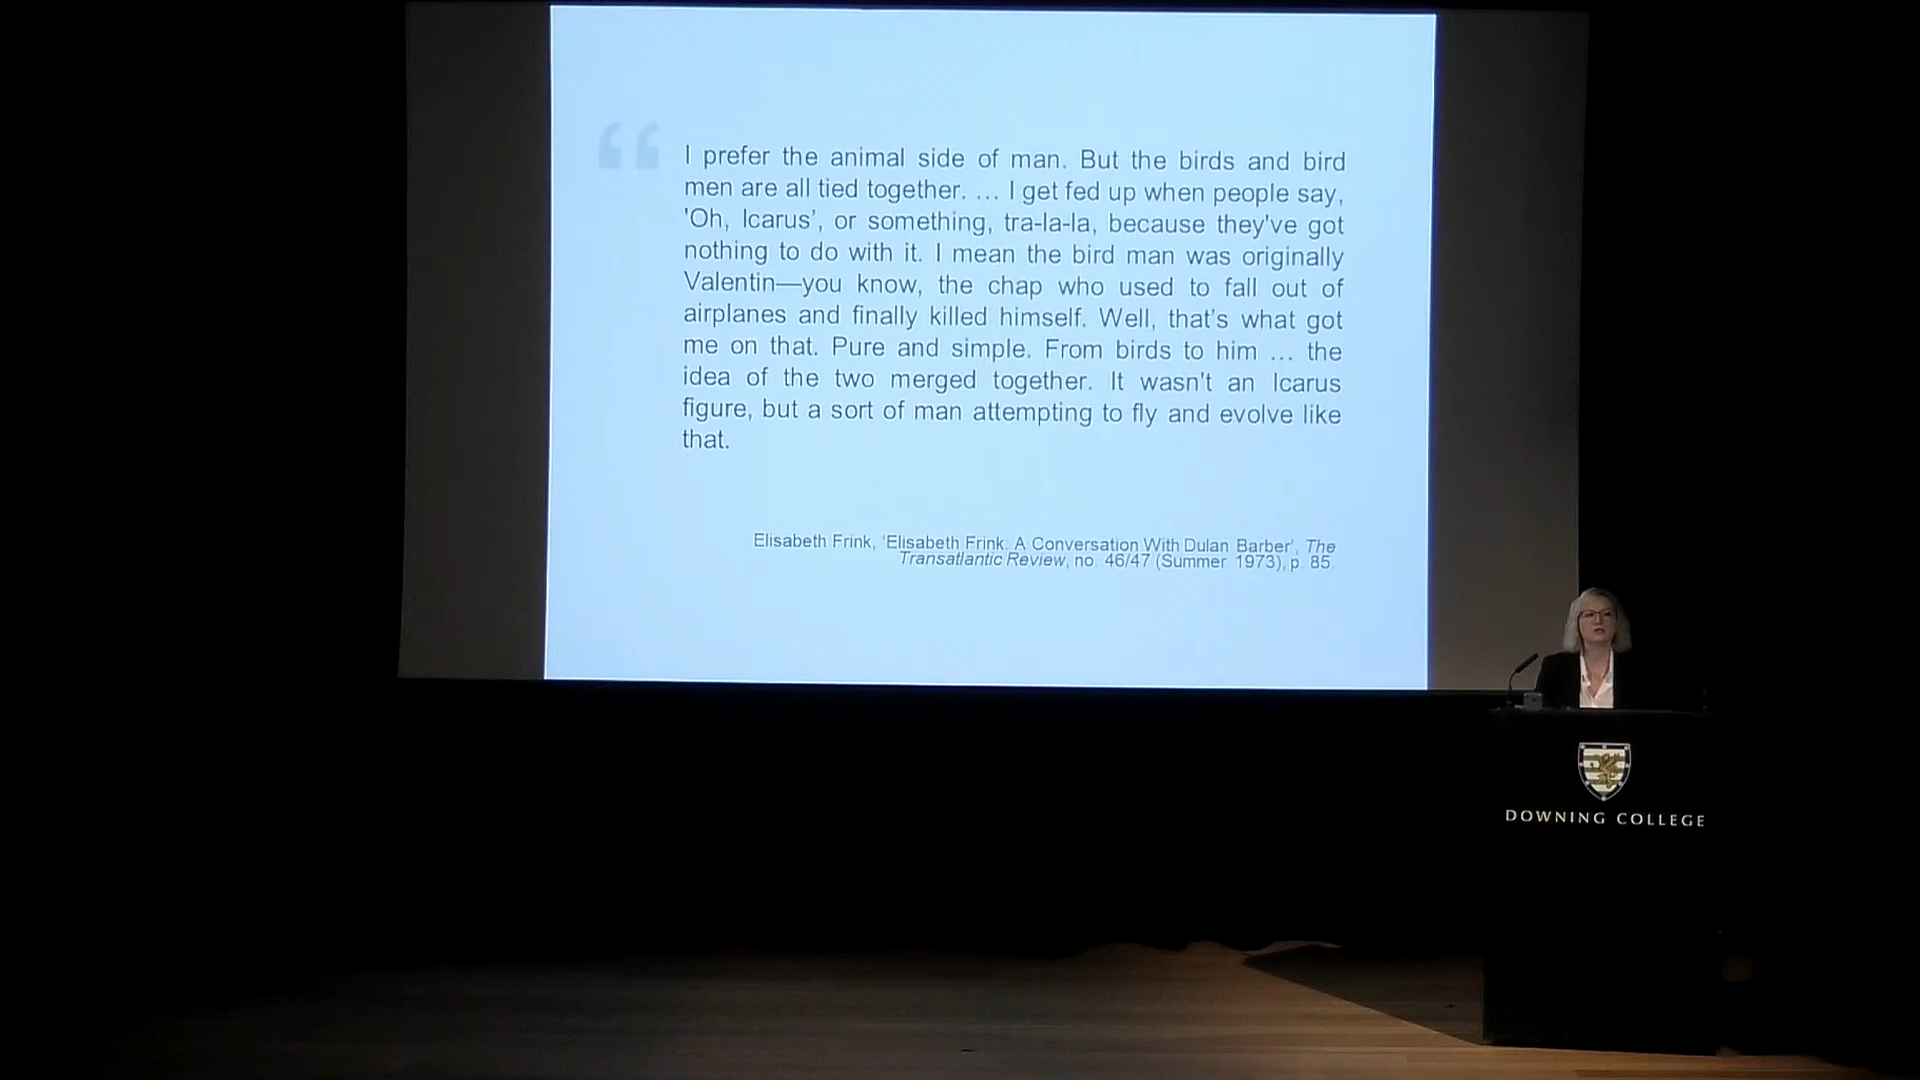 “
I prefer the animal side of man. But the birds and bird
men are all tied together. … I get fed up when people say,
'Oh, Icarus', or something, tra-la-la, because they've got
nothing to do with it. I mean the bird man was originally
Valentin—you know, the chap who used to fall out of
airplanes and finally killed himself. Well, that's what got
me on that. Pure and simple. From birds to him … the
idea of the two merged together. It wasn't an Icarus
figure, but a sort of man attempting to fly and evolve like
that.
Elisabeth Frink, 'Elisabeth Frink: A Conversation With Dulan Barber', The
Transatlantic Review, no. 46/47 (Summer 1973), p. 85.
DOWNING COLLEGE